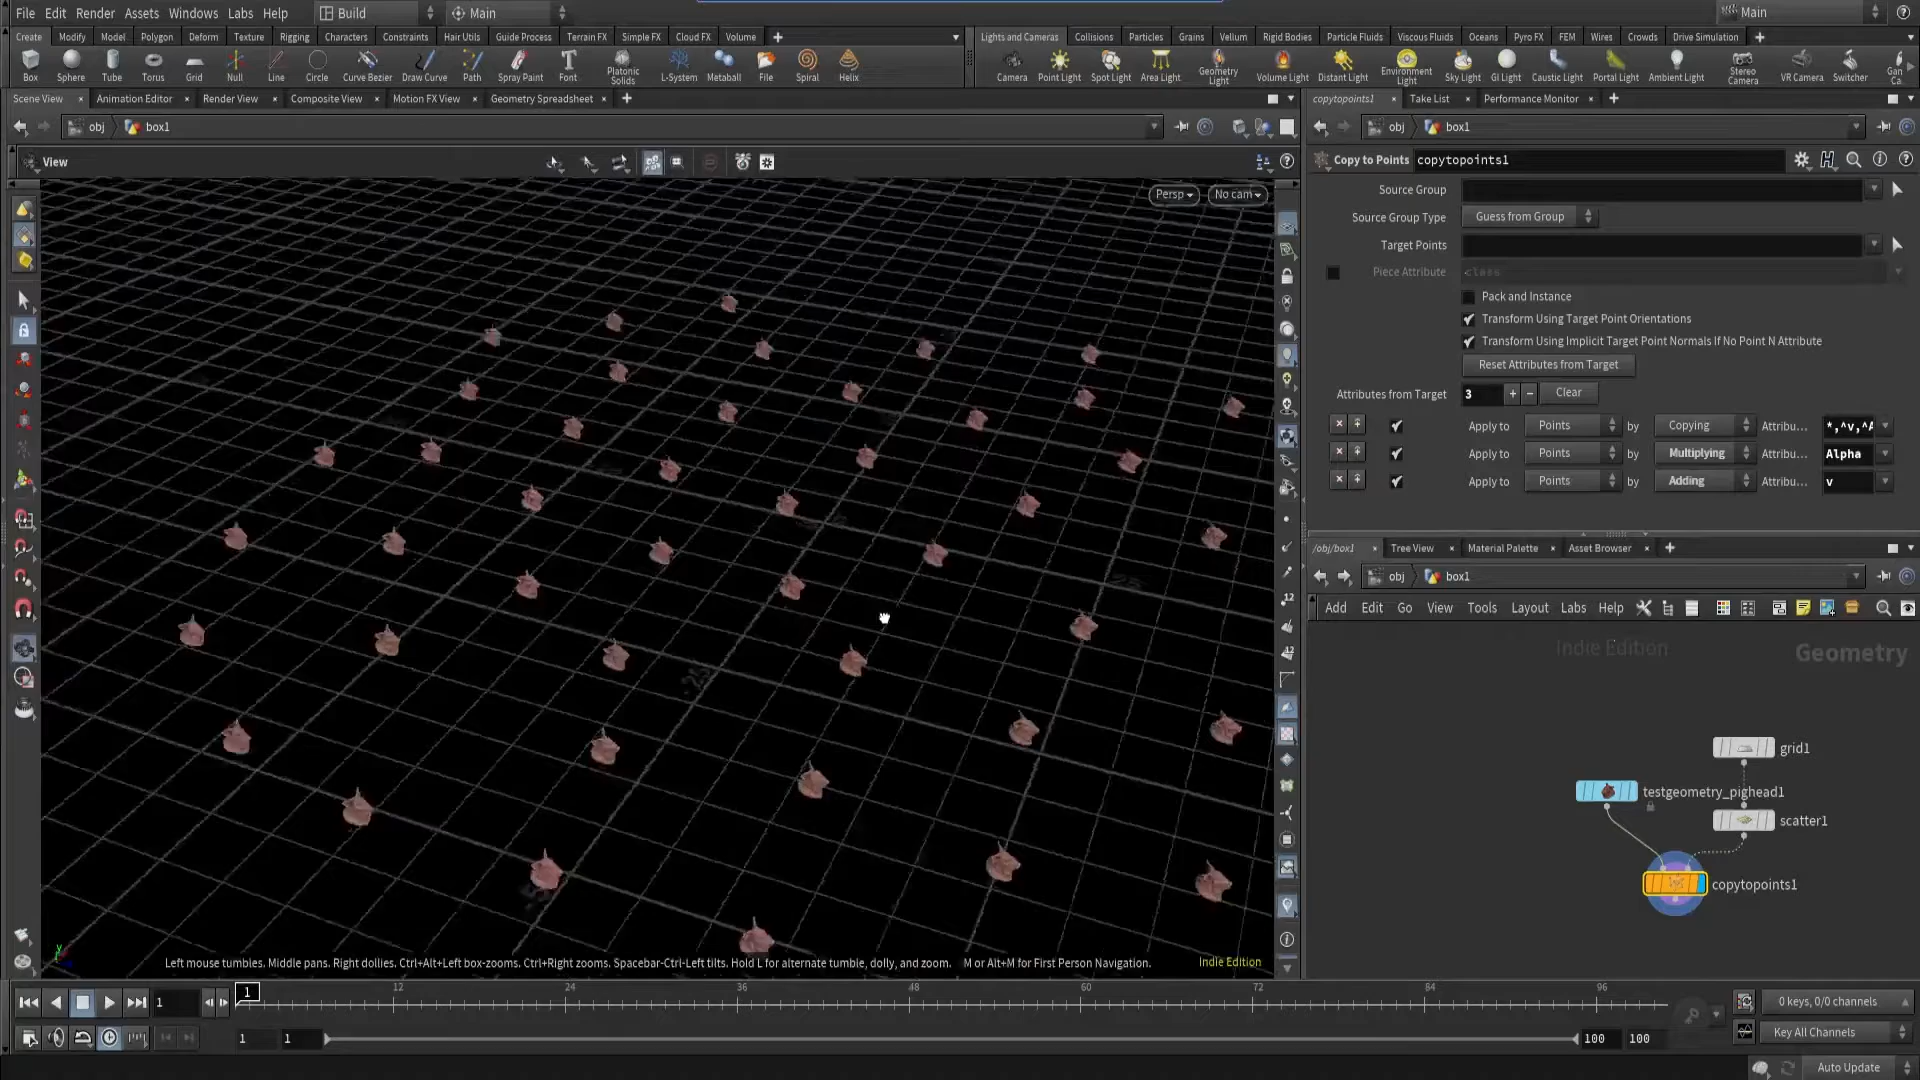 File Edit Render Assets Windows Labs Help Build Main Main
Create Modify Model Polygon Deform Texture Rigging Characters Constraints Hair Utils Guide Process Terrain FX Simple FX Cloud FX Volume
Lights and Cameras Collisions Particles Grains Vellum Rigid Bodies Particle Fluids Viscous Fluids Oceans Pyro FX FEM Wires Crowds Drive Simulation
Box Sphere Tube Torus Grid Null Line Circle Curve Bezier Draw Curve Path Spray Paint Font Platonic Solids L-System Metaball File Spiral Helix
Camera Point Light Spot Light Area Light Geometry Light Volume Light Distant Light Environment Light Sky Light GI Light Caustic Light Portal Light Ambient Light Stereo Camera VR Camera Switcher Gan Ca.
Scene View Animation Editor Render View Composite View Motion FX View Geometry Spreadsheet
copytopoints1 Take List Performance Monitor
obj box1
obj box1
View
Persp No cam
Copy to Points copytopoints1
Source Group
Source Group Type Guess from Group
Target Points
Piece Attribute class
Pack and Instance
Transform Using Target Point Orientations
Transform Using Implicit Target Point Normals If No Point N Attribute
Reset Attributes from Target
Attributes from Target 3 + − Clear
Apply to Points by Copying Attribu... *,^v,^A
Apply to Points by Multiplying Attribu... Alpha
Apply to Points by Adding Attribu... v
/obj/box1 Tree View Material Palette Asset Browser
obj box1
Add Edit Go View Tools Layout Labs Help
Indie Edition Geometry
grid1
testgeometry_pighead1
scatter1
copytopoints1
Left mouse tumbles. Middle pans. Right dollies. Ctrl+Alt+Left box-zooms. Ctrl+Right zooms. Spacebar-Ctrl-Left tilts. Hold L for alternate tumble, dolly, and zoom. M or Alt+M for First Person Navigation.
Indie Edition
1 1 12 24 36 48 60 72 84 96
0 keys, 0/0 channels
1 1 100 100
Key All Channels
Auto Update